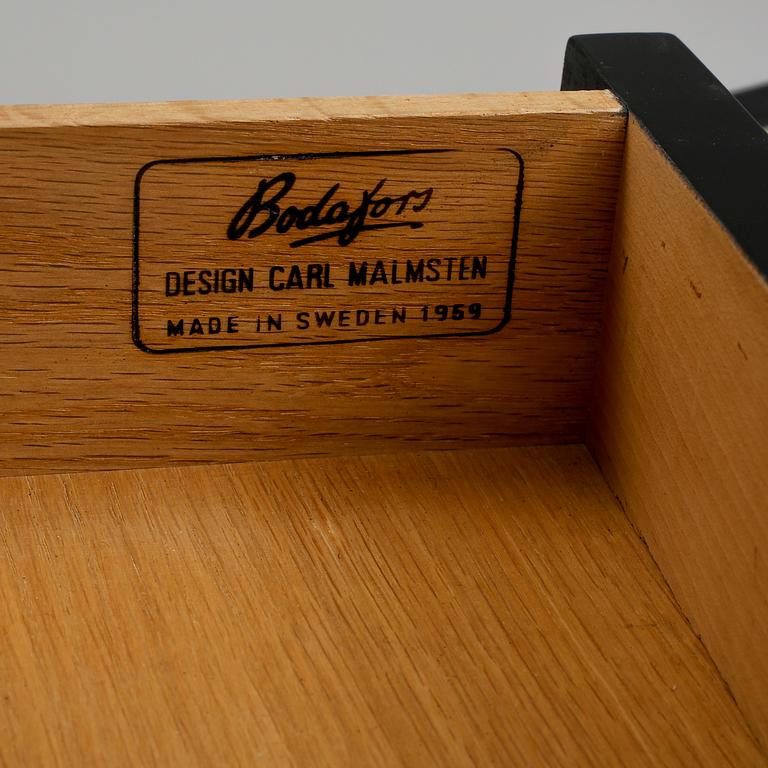 Bodafors
DESIGN CARL MALMSTEN
MADE IN SWEDEN 1959